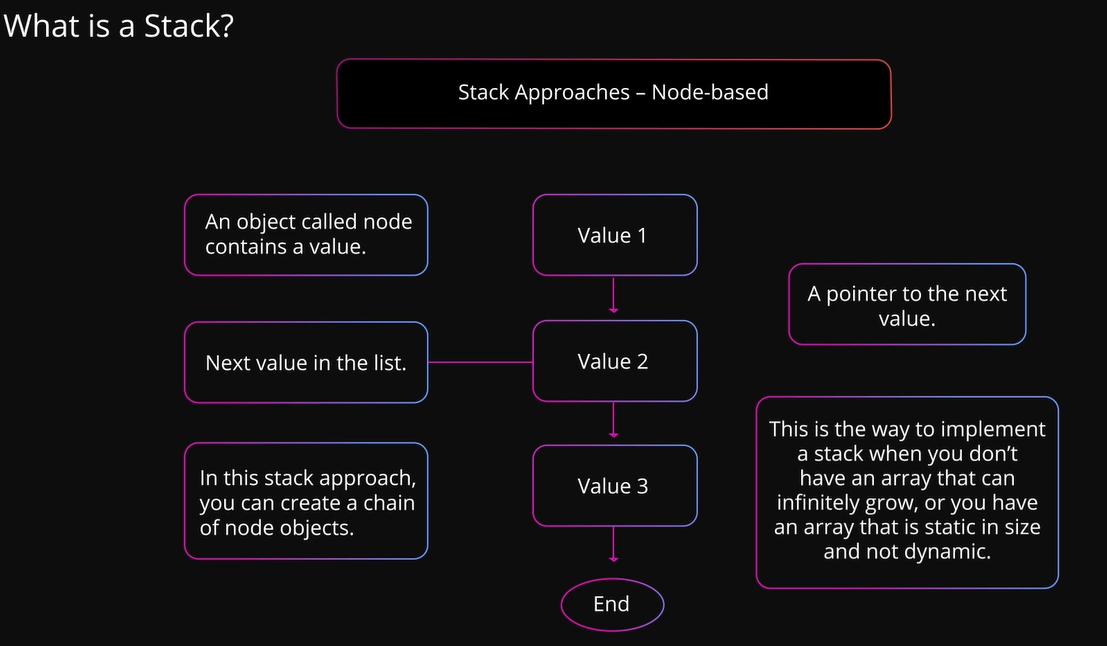 What is a Stack?
Stack Approaches – Node-based
An object called node
contains a value.
Value 1
A pointer to the next
value.
Next value in the list.
Value 2
In this stack approach,
you can create a chain
of node objects.
Value 3
This is the way to implement
a stack when you don’t
have an array that can
infinitely grow, or you have
an array that is static in size
and not dynamic.
End